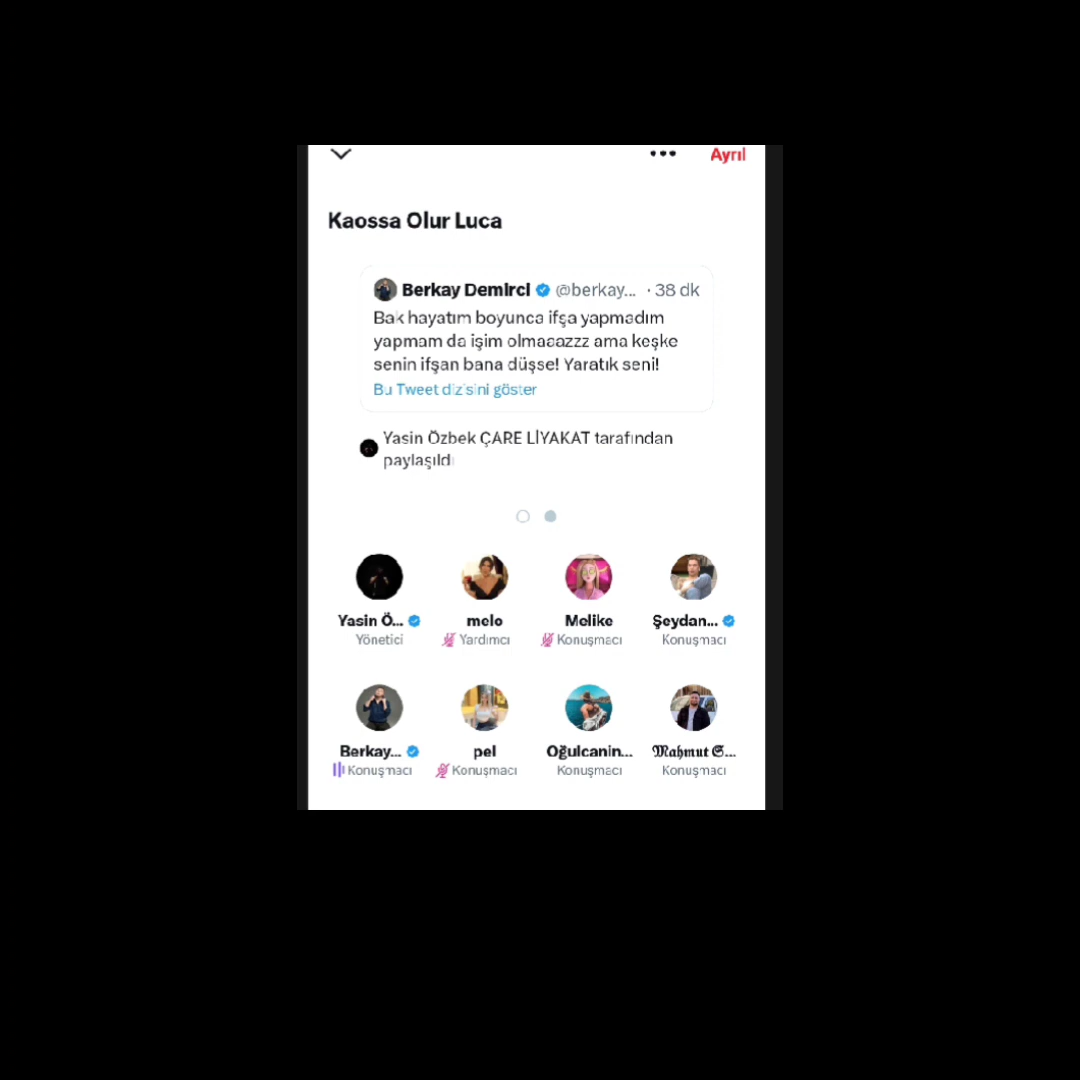 Ayrıl
Kaossa Olur Luca
Berkay Demirci @berkay... · 38 dk
Bak hayatım boyunca ifşa yapmadım
yapmam da işim olmaaazzz ama keşke
senin ifşan bana düşse! Yaratık seni!
Bu Tweet dizisini göster
Yasin Özbek ÇARE LİYAKAT tarafından
paylaşıldı
Yasin Ö... melo Melike Şeydan...
Yönetici Yardımcı Konuşmacı Konuşmacı
Berkay... pel Oğulcanin... 𝕸𝖆𝖍𝖒𝖚𝖙 𝕾...
Konuşmacı Konuşmacı Konuşmacı Konuşmacı